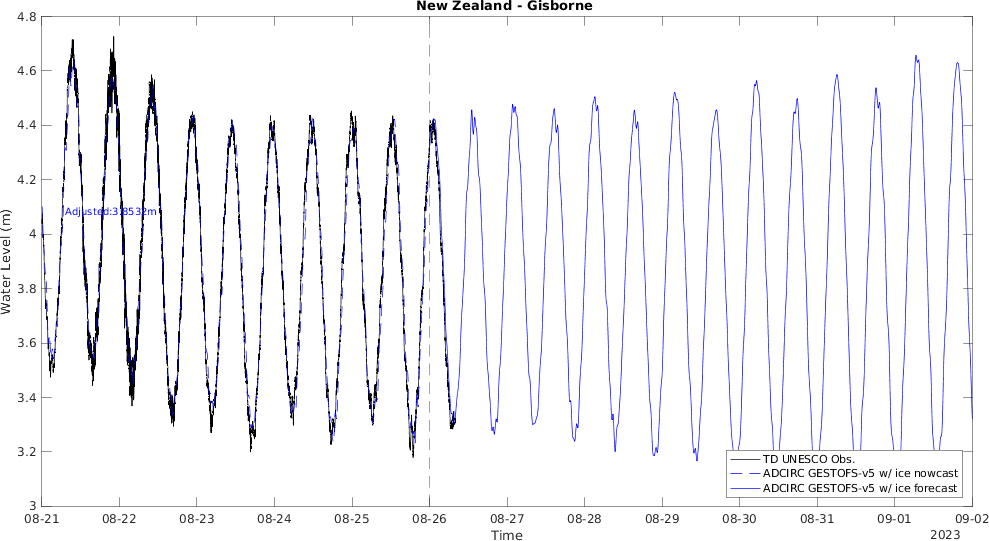 New Zealand - Gisborne
4.8
4.6
4.4
4.2
4
3.8
3.6
3.4
3.2
3
Water Level (m)
Adjusted:3.8532m
TD UNESCO Obs.
ADCIRC GESTOFS-v5 w/ ice nowcast
ADCIRC GESTOFS-v5 w/ ice forecast
08-21 08-22 08-23 08-24 08-25 08-26 08-27 08-28 08-29 08-30 08-31 09-01 09-02
Time
2023